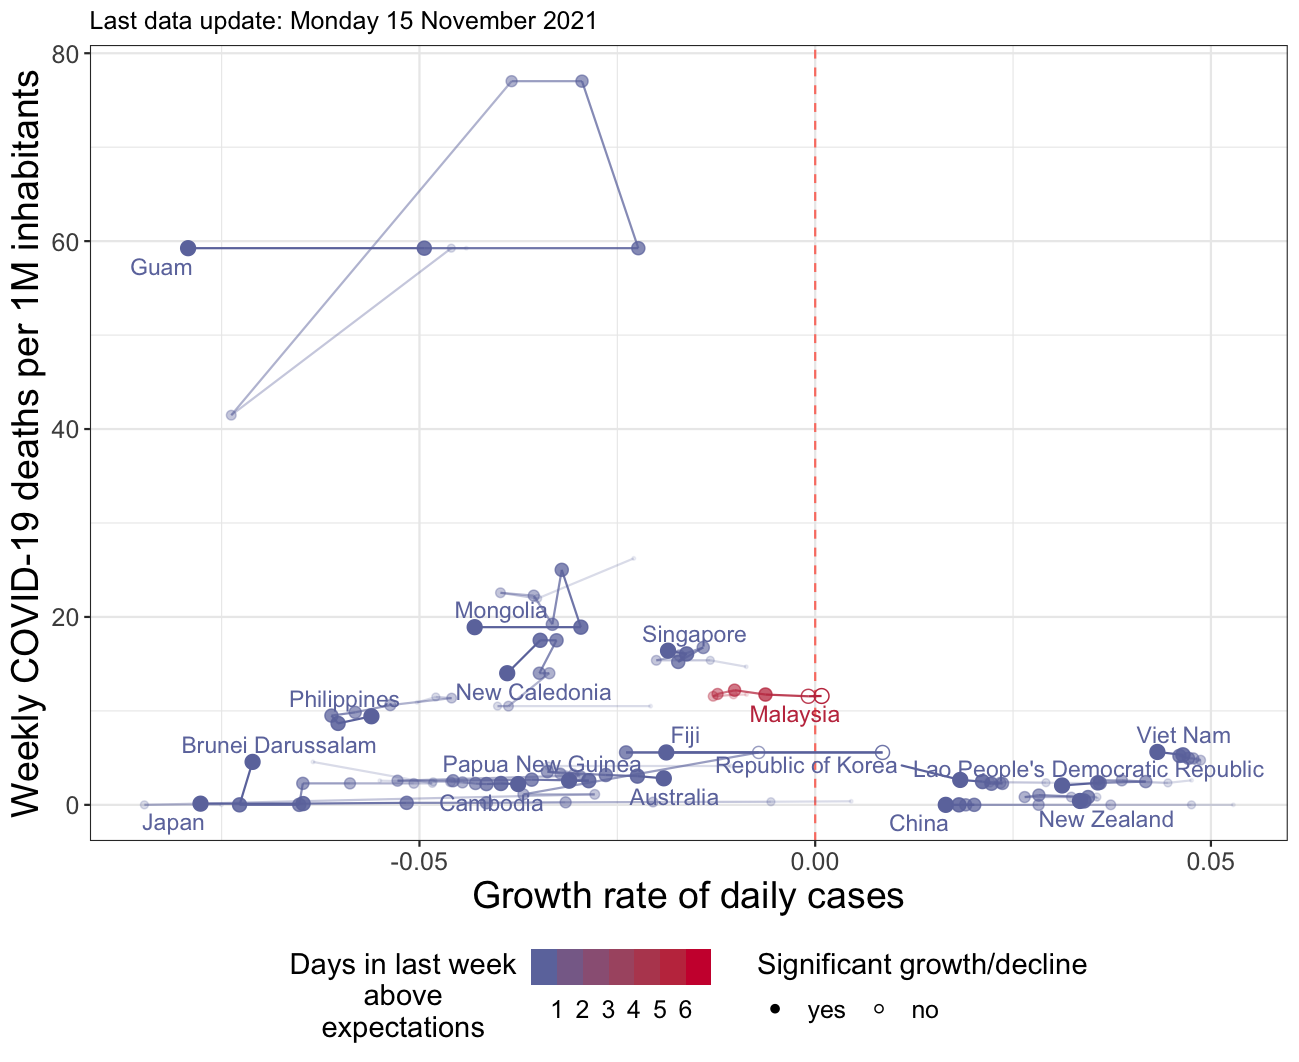 Last data update: Monday 15 November 2021
80
60
40
20
0
Weekly COVID-19 deaths per 1M inhabitants
Guam
Mongolia
Singapore
New Caledonia
Philippines
Malaysia
Brunei Darussalam
Fiji
Viet Nam
Papua New Guinea
Republic of Korea
Lao People's Democratic Republic
Cambodia
Australia
Japan
China
New Zealand
-0.05
0.00
0.05
Growth rate of daily cases
Days in last week
above
expectations
1 2 3 4 5 6
Significant growth/decline
yes
no